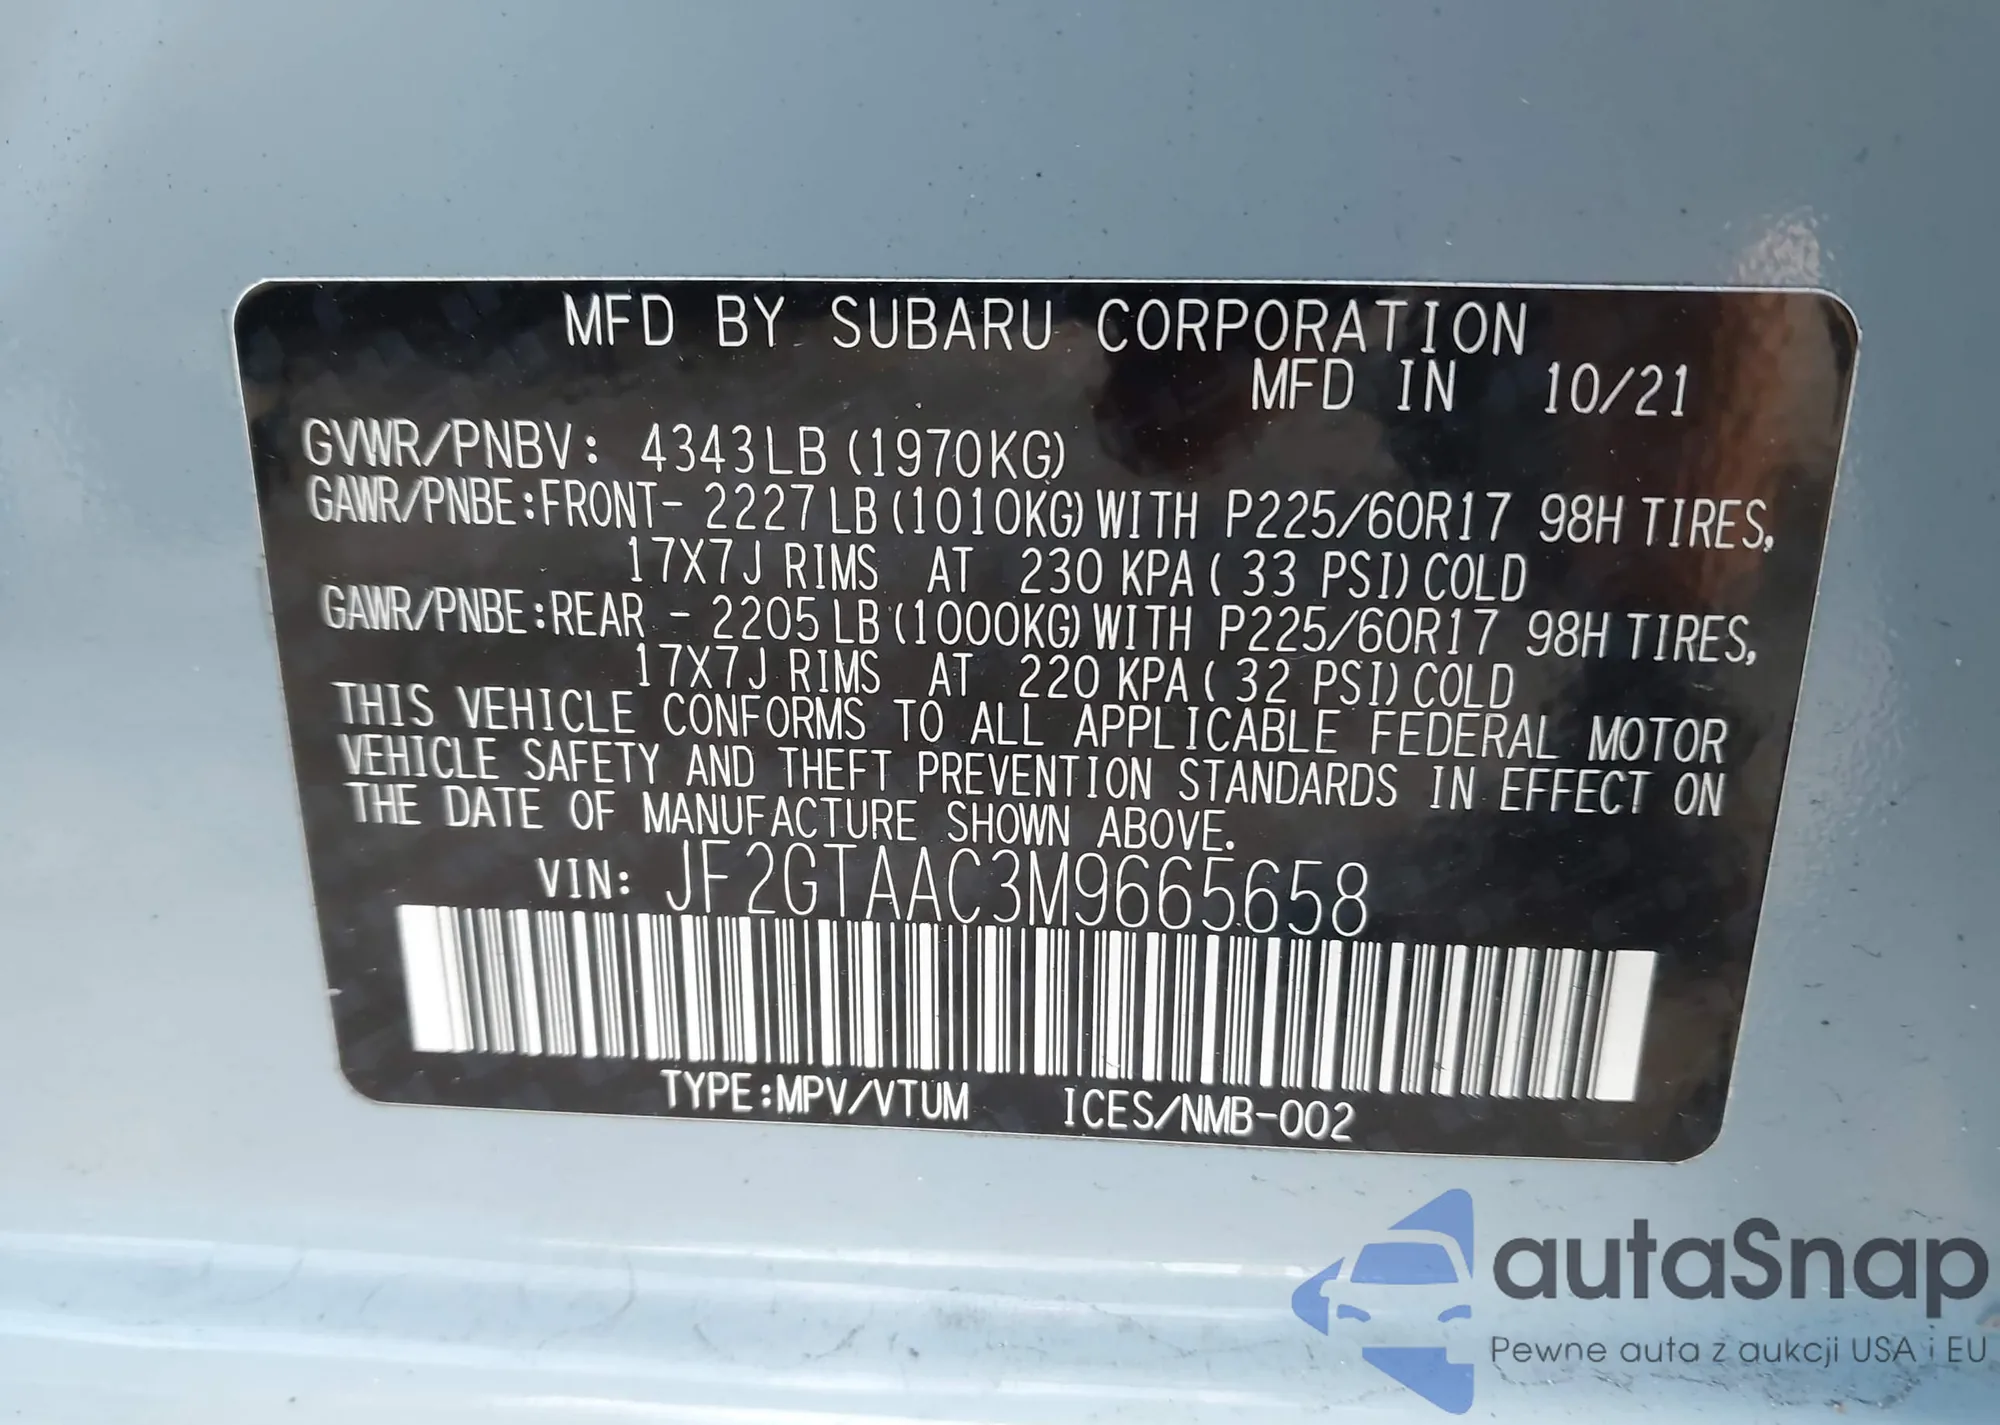 MFD BY SUBARU CORPORATION
MFD IN 10/21
GVWR/PNBV: 4343LB (1970KG)
GAWR/PNBE:FRONT- 2227LB (1010KG) WITH P225/60R17 98H TIRES,
17X7J RIMS AT 230 KPA ( 33 PSI) COLD
GAWR/PNBE:REAR - 2205LB (1000KG) WITH P225/60R17 98H TIRES,
17X7J RIMS AT 220 KPA ( 32 PSI) COLD
THIS VEHICLE CONFORMS TO ALL APPLICABLE FEDERAL MOTOR
VEHICLE SAFETY AND THEFT PREVENTION STANDARDS IN EFFECT ON
THE DATE OF MANUFACTURE SHOWN ABOVE.
VIN: JF2GTAAC3M9665658
TYPE:MPV/VTUM ICES/NMB-002
autaSnap
Pewne auta z aukcji USA i EU